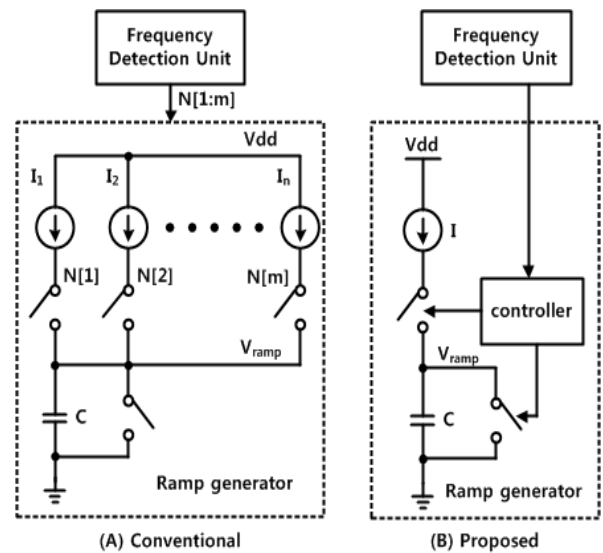 Frequency
Detection Unit
N[1:m]
Vdd
I1
I2
In
N[1]
N[2]
N[m]
Vramp
C
Ramp generator
(A) Conventional
Frequency
Detection Unit
Vdd
I
controller
Vramp
C
Ramp generator
(B) Proposed